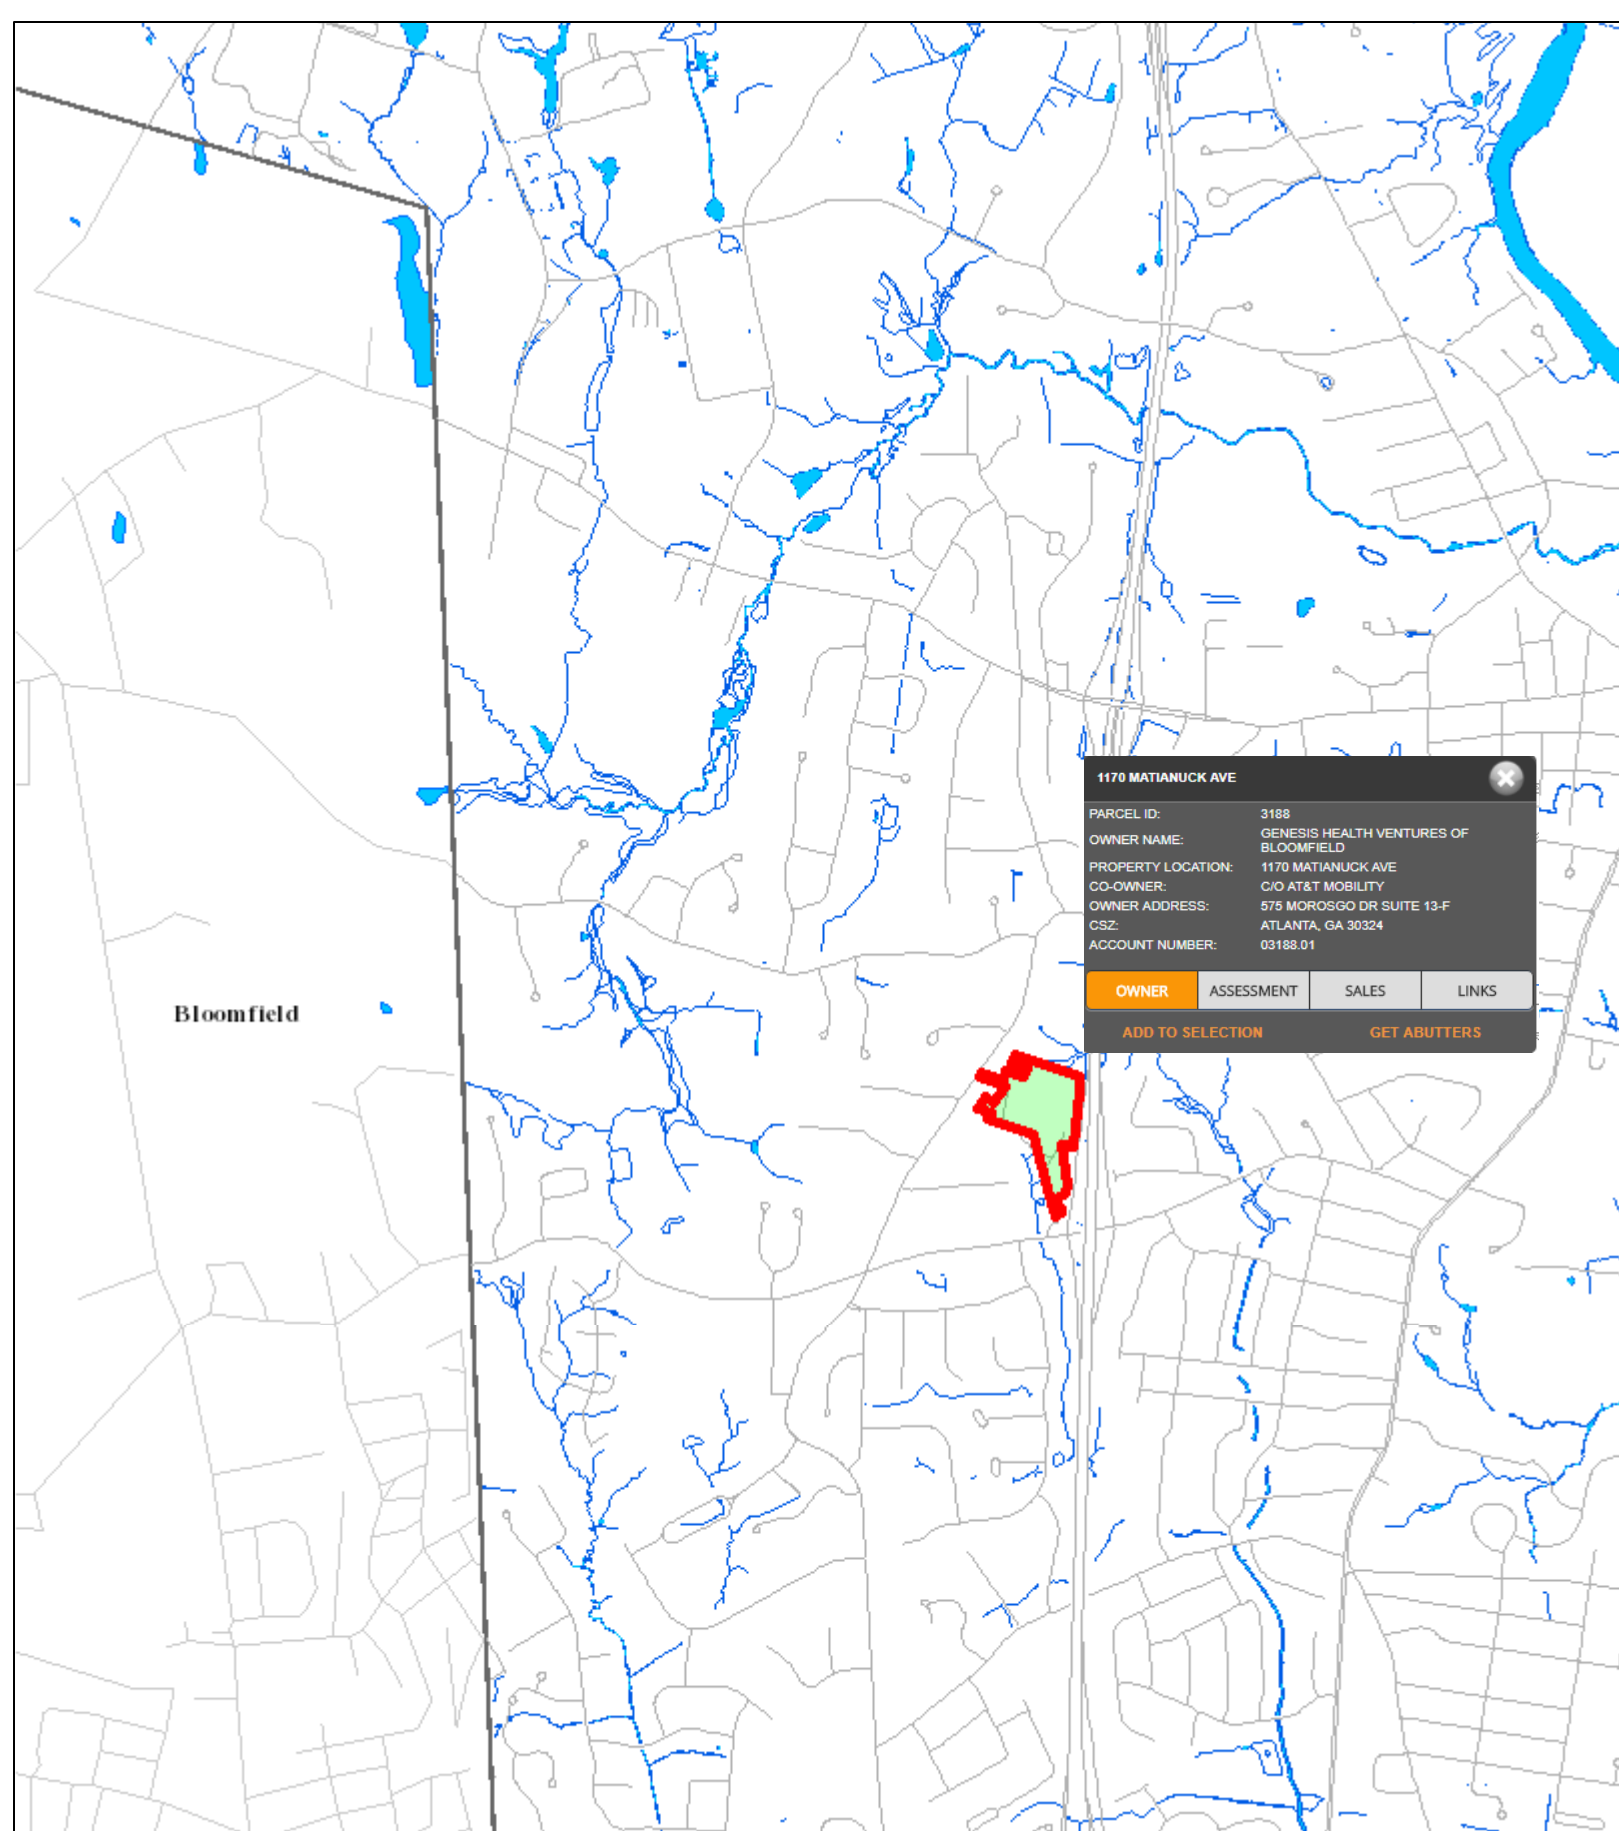 1170 MATIANUCK AVE
PARCEL ID: 3188
OWNER NAME: GENESIS HEALTH VENTURES OF
BLOOMFIELD
PROPERTY LOCATION: 1170 MATIANUCK AVE
CO-OWNER: C/O AT&T MOBILITY
OWNER ADDRESS: 575 MOROSGO DR SUITE 13-F
CSZ: ATLANTA, GA 30324
ACCOUNT NUMBER: 03188.01
OWNER ASSESSMENT SALES LINKS
ADD TO SELECTION GET ABUTTERS
Bloomfield